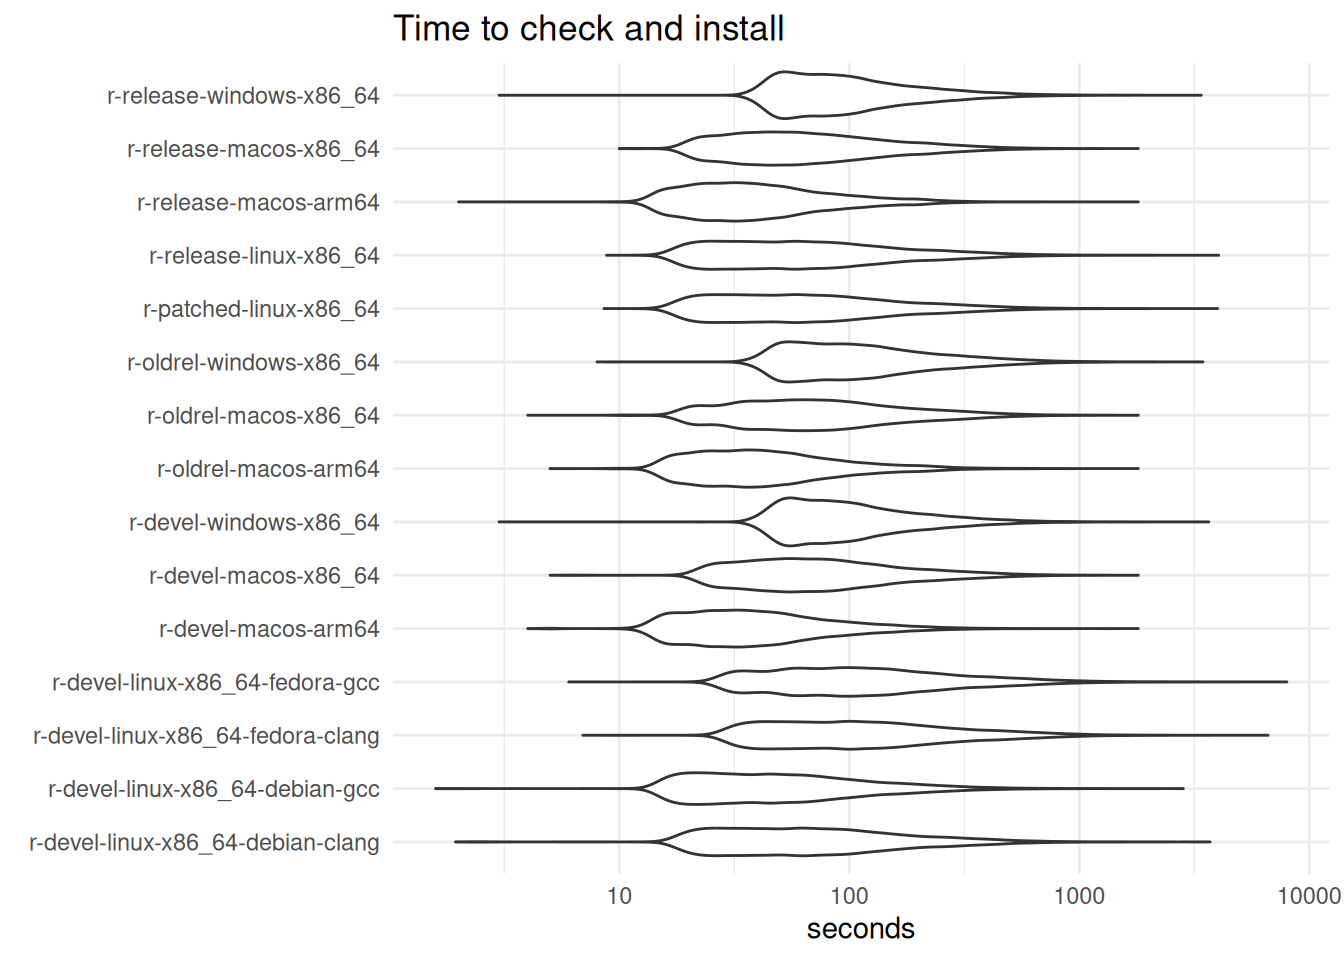 Time to check and install
r-release-windows-x86_64
r-release-macos-x86_64
r-release-macos-arm64
r-release-linux-x86_64
r-patched-linux-x86_64
r-oldrel-windows-x86_64
r-oldrel-macos-x86_64
r-oldrel-macos-arm64
r-devel-windows-x86_64
r-devel-macos-x86_64
r-devel-macos-arm64
r-devel-linux-x86_64-fedora-gcc
r-devel-linux-x86_64-fedora-clang
r-devel-linux-x86_64-debian-gcc
r-devel-linux-x86_64-debian-clang
10 100 1000 10000
seconds